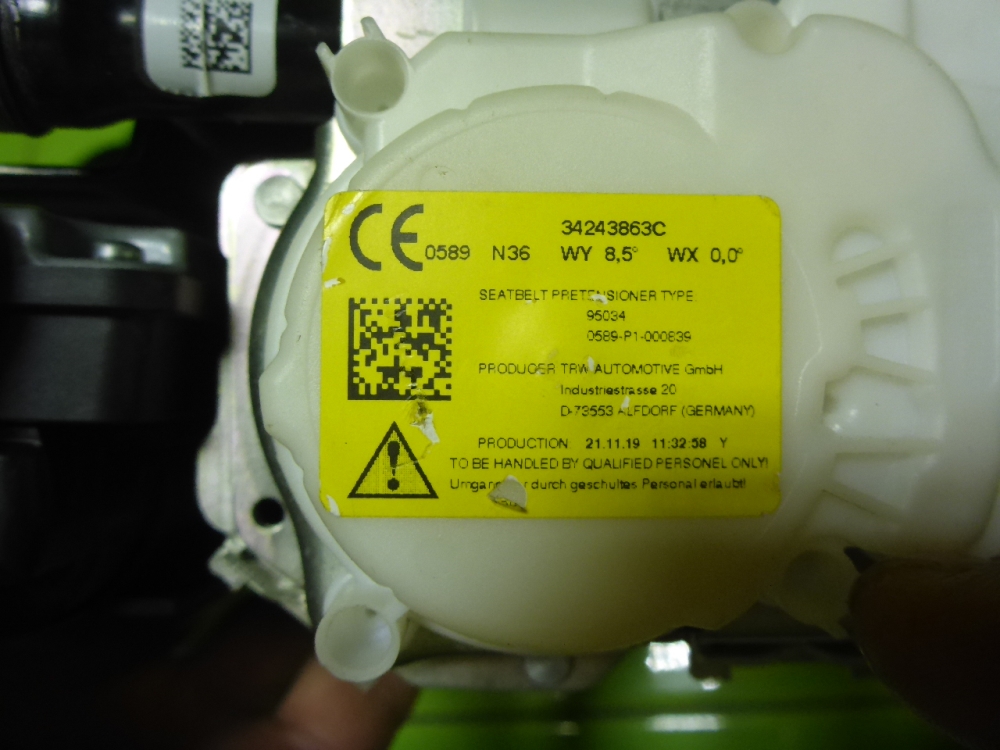 CE 0589 N36 WY 8,5° WX 0,0°
34243863C
SEATBELT PRETENSIONER TYPE
95034
0589-P1-000839
PRODUCER TRW AUTOMOTIVE GmbH
Industriestrasse 20
D-73553 ALFDORF (GERMANY)
PRODUCTION 21.11.19 11:32:58 Y
TO BE HANDLED BY QUALIFIED PERSONEL ONLY!
durch geschultes Personal erlaubt!